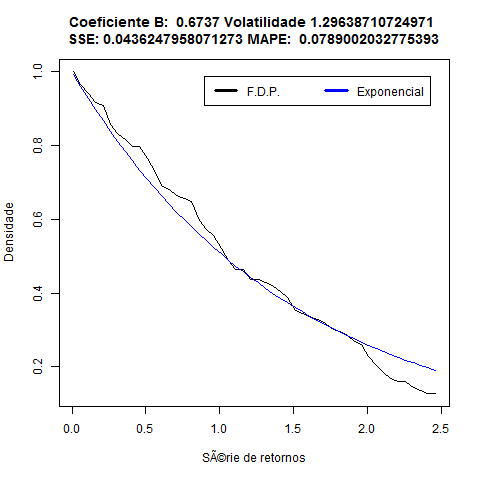 Coeficiente B:  0.6737 Volatilidade 1.29638710724971
SSE: 0.0436247958071273 MAPE:  0.0789002032775393
F.D.P.
Exponencial
Densidade
1.0
0.8
0.6
0.4
0.2
0.0
0.5
1.0
1.5
2.0
2.5
SÃ©rie de retornos